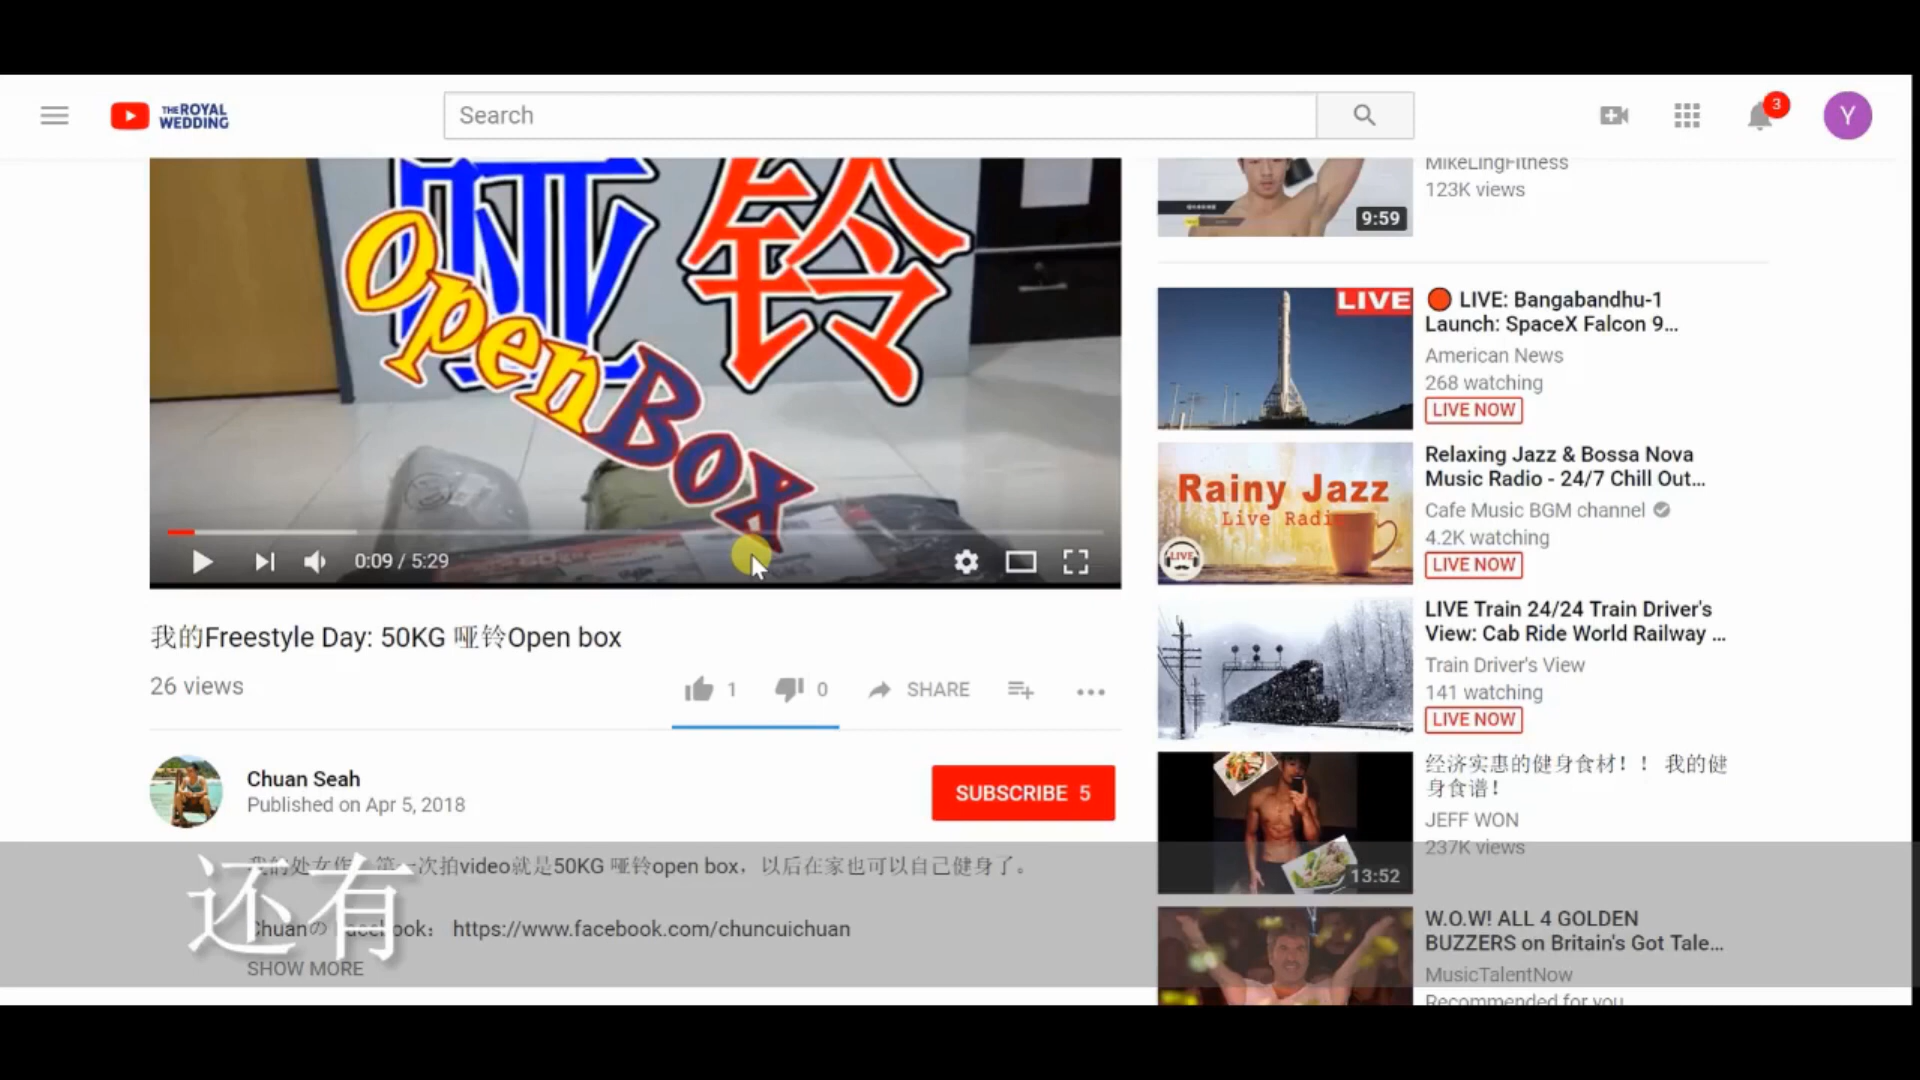 THE ROYAL
WEDDING
Search
3
Y
哑铃
Open Box
0:09 / 5:29
我的Freestyle Day: 50KG 哑铃Open box
26 views
1
0
SHARE
Chuan Seah
Published on Apr 5, 2018
SUBSCRIBE 5
次拍video就是50KG 哑铃open box，以后在家也可以自己健身了。
还有
https://www.facebook.com/chuncuichuan
SHOW MORE
MikeLingFitness
123K views
9:59
LIVE
LIVE: Bangabandhu-1
Launch: SpaceX Falcon 9...
American News
268 watching
LIVE NOW
Rainy Jazz
Live Radio
LIVE
Relaxing Jazz & Bossa Nova
Music Radio - 24/7 Chill Out...
Cafe Music BGM channel
4.2K watching
LIVE NOW
LIVE Train 24/24 Train Driver's
View: Cab Ride World Railway ...
Train Driver's View
141 watching
LIVE NOW
13:52
经济实惠的健身食材！！ 我的健
身食谱！
JEFF WON
237K views
W.O.W! ALL 4 GOLDEN
BUZZERS on Britain's Got Tale...
MusicTalentNow
Recommended for you